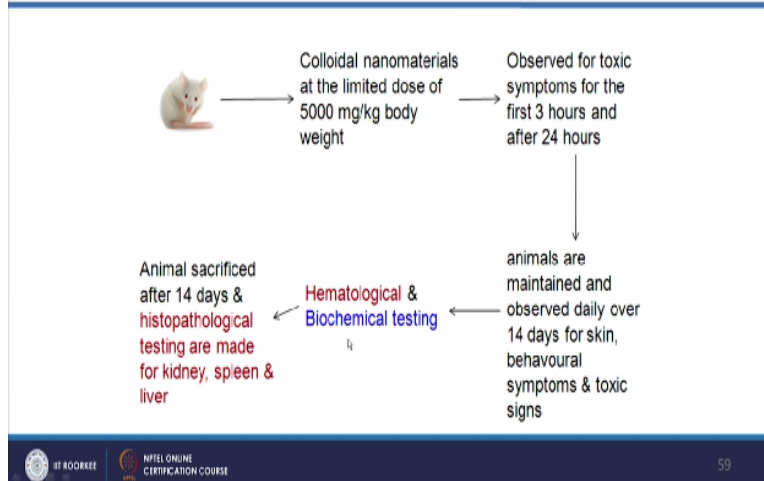 Colloidal nanomaterials
at the limited dose of
5000 mg/kg body
weight
Observed for toxic
symptoms for the
first 3 hours and
after 24 hours
animals are
maintained and
observed daily over
14 days for skin,
behavoural
symptoms & toxic
signs
Hematological &
Biochemical testing
Animal sacrificed
after 14 days &
histopathological
testing are made
for kidney, spleen &
liver
IIT ROORKEE
NPTEL ONLINE
CERTIFICATION COURSE
59